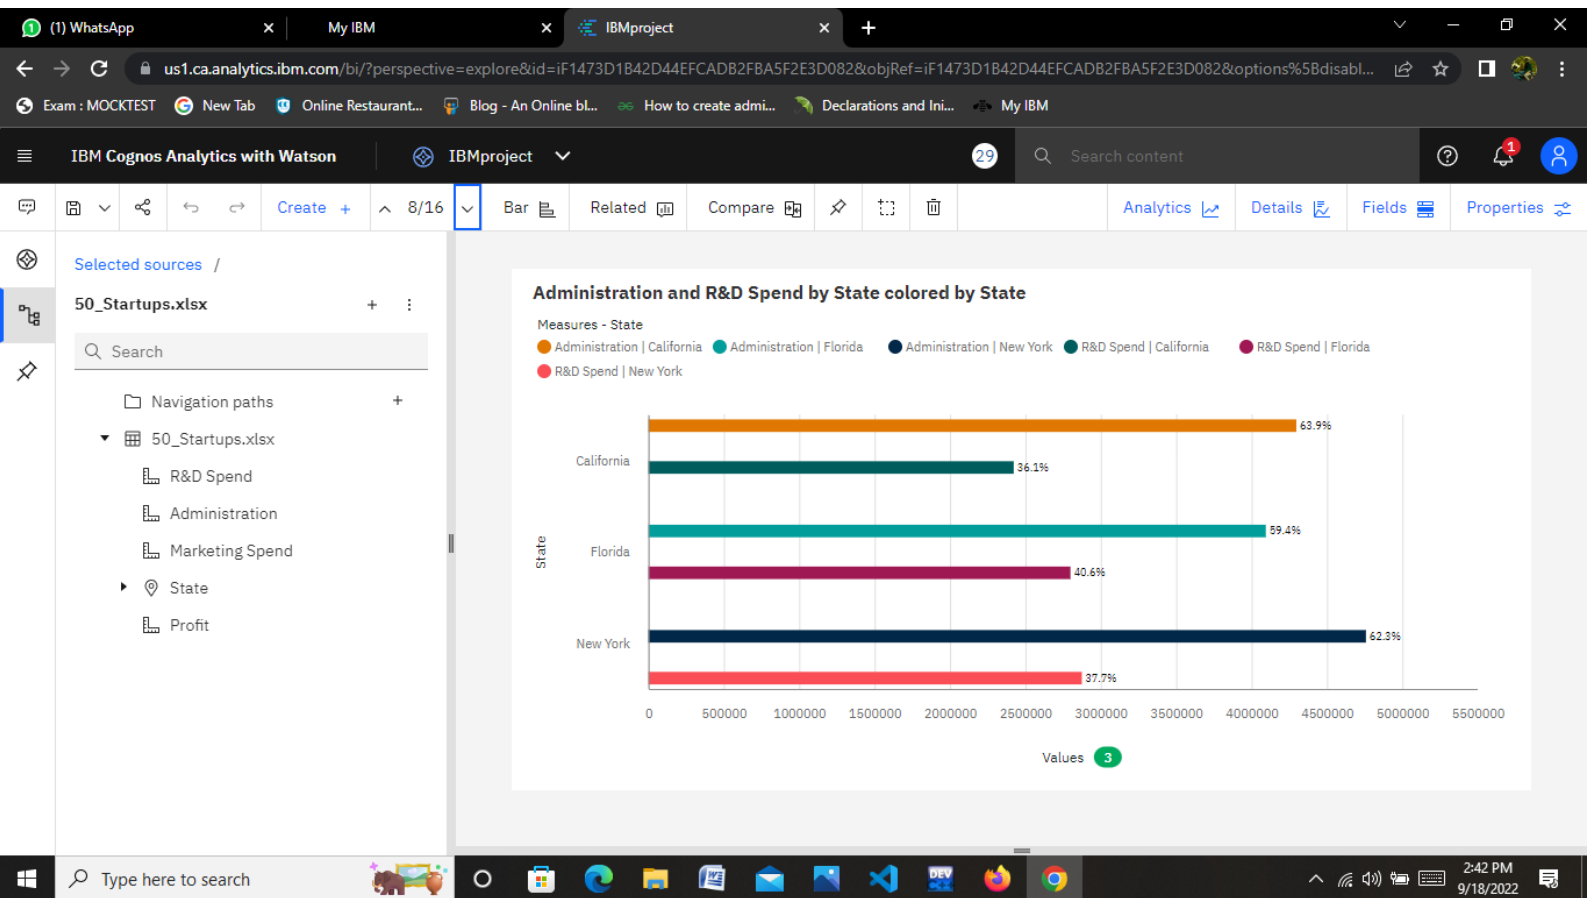 (1) WhatsApp
My IBM
IBMproject
us1.ca.analytics.ibm.com/bi/?perspective=explore&id=iF1473D1B42D44EFCADB2FBA5F2E3D082&objRef=iF1473D1B42D44EFCADB2FBA5F2E3D082&options%5Bdisabl...
Exam : MOCKTEST
New Tab
Online Restaurant...
Blog - An Online bl...
How to create admi...
Declarations and Ini...
My IBM
IBM Cognos Analytics with Watson
IBMproject
29
Search content
1
Create +
8/16
Bar
Related
Compare
Analytics
Details
Fields
Properties
Selected sources /
50_Startups.xlsx
Search
Navigation paths
50_Startups.xlsx
R&D Spend
Administration
Marketing Spend
State
Profit
Administration and R&D Spend by State colored by State
Measures - State
Administration | California
Administration | Florida
Administration | New York
R&D Spend | California
R&D Spend | Florida
R&D Spend | New York
State
California
63.9%
36.1%
Florida
59.4%
40.6%
New York
62.3%
37.7%
0 500000 1000000 1500000 2000000 2500000 3000000 3500000 4000000 4500000 5000000 5500000
Values 3
Type here to search
DEV
2:42 PM
9/18/2022